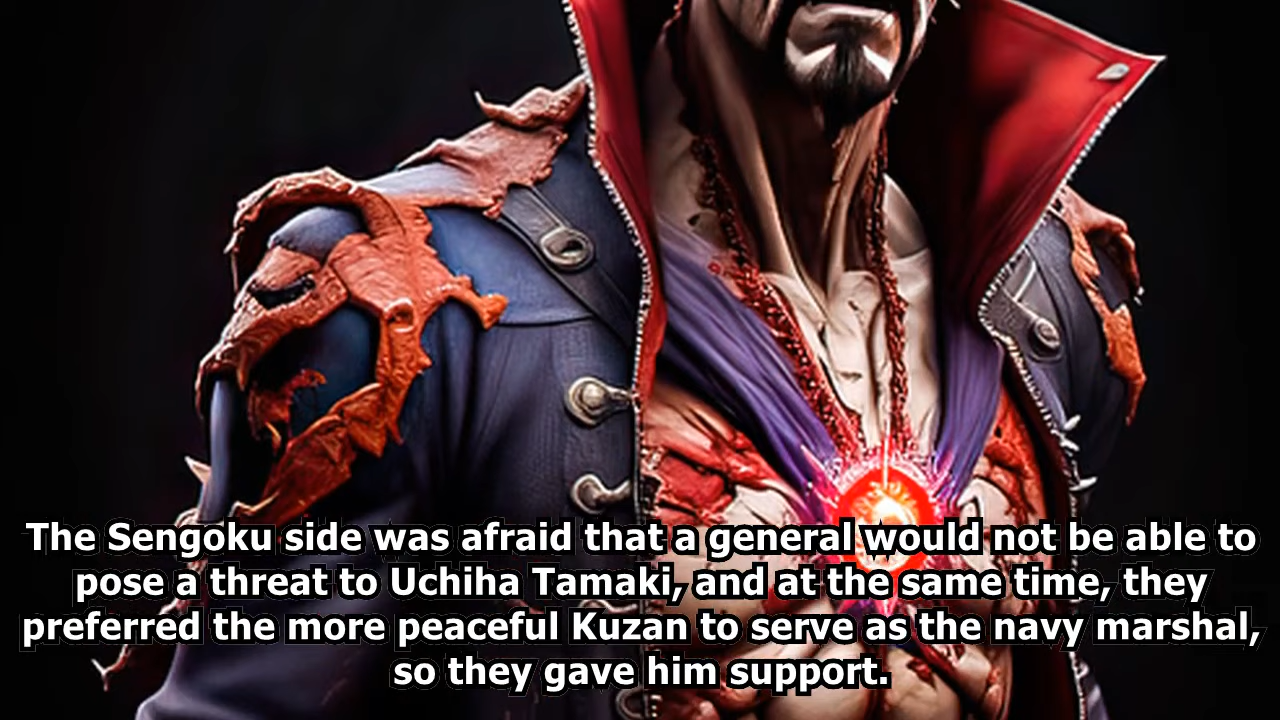 The Sengoku side was afraid that a general would not be able to
pose a threat to Uchiha Tamaki, and at the same time, they
preferred the more peaceful Kuzan to serve as the navy marshal,
so they gave him support.